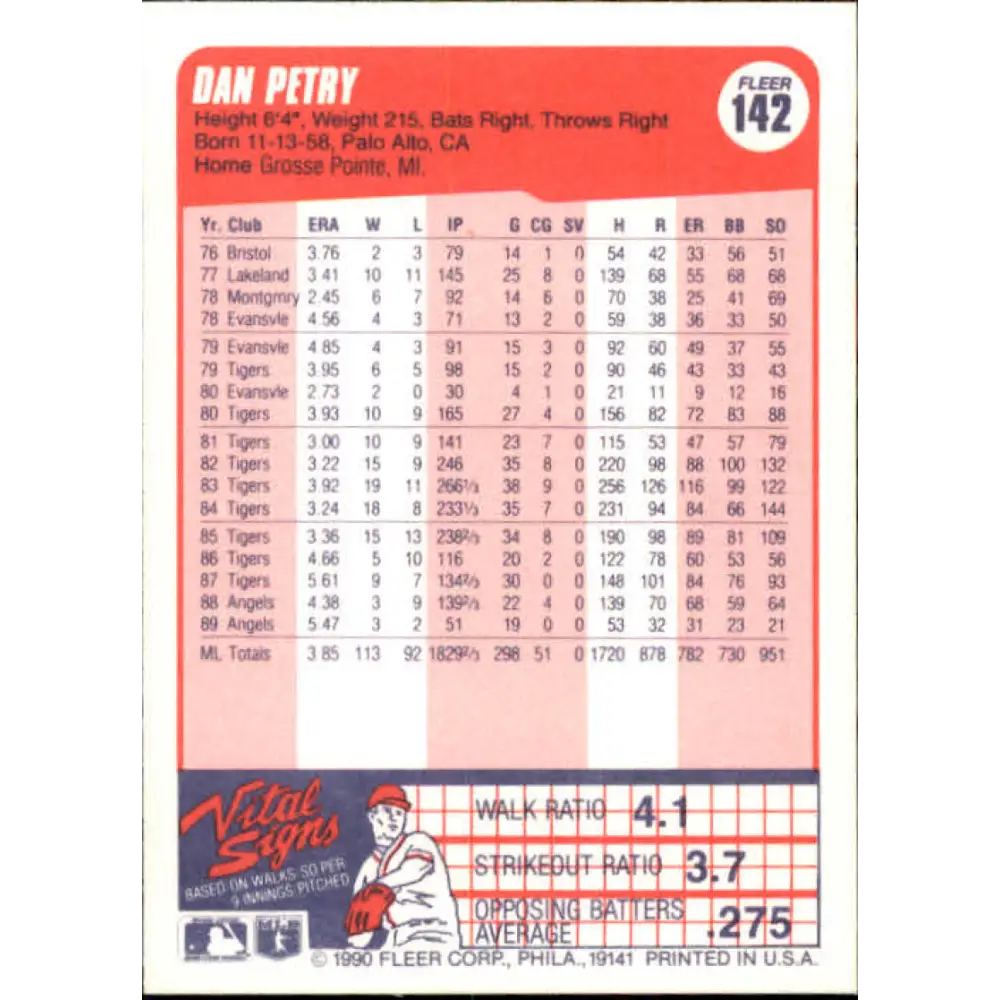 DAN PETRY
FLEER
142
Height 6'4", Weight 215, Bats Right, Throws Right
Born 11-13-58, Palo Alto, CA
Home Grosse Pointe, MI.
Yr. Club ERA W L IP G CG SV H R ER BB SO
76 Bristol 3.76 2 3 79 14 1 0 54 42 33 56 51
77 Lakeland 3.41 10 11 145 25 8 0 139 68 55 68 68
78 Montgmry 2.45 6 7 92 14 6 0 70 38 25 41 69
78 Evansvle 4.56 4 3 71 13 2 0 59 38 36 33 50
79 Evansvle 4.85 4 3 91 15 3 0 92 60 49 37 55
79 Tigers 3.95 6 5 98 15 2 0 90 46 43 33 43
80 Evansvle 2.73 2 0 30 4 1 0 21 11 9 12 16
80 Tigers 3.93 10 9 165 27 4 0 156 82 72 83 88
81 Tigers 3.00 10 9 141 23 7 0 115 53 47 57 79
82 Tigers 3.22 15 9 246 35 8 0 220 98 88 100 132
83 Tigers 3.92 19 11 266⅓ 38 9 0 256 126 116 99 122
84 Tigers 3.24 18 8 233⅓ 35 7 0 231 94 84 66 144
85 Tigers 3.36 15 13 238⅔ 34 8 0 190 98 89 81 109
86 Tigers 4.66 5 10 116 20 2 0 122 78 60 53 56
87 Tigers 5.61 9 7 134⅔ 30 0 0 148 101 84 76 93
88 Angels 4.38 3 9 139⅔ 22 4 0 139 70 68 59 64
89 Angels 5.47 3 2 51 19 0 0 53 32 31 23 21
ML Totals 3.85 113 92 1829⅔ 298 51 0 1720 878 782 730 951
Vital
Signs
BASED ON WALKS, SO PER
9 INNINGS PITCHED
WALK RATIO 4.1
STRIKEOUT RATIO 3.7
OPPOSING BATTERS
AVERAGE .275
© 1990 FLEER CORP., PHILA., 19141 PRINTED IN U.S.A.